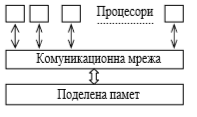 Процесори
Комуникационна мрежа
Поделена памет